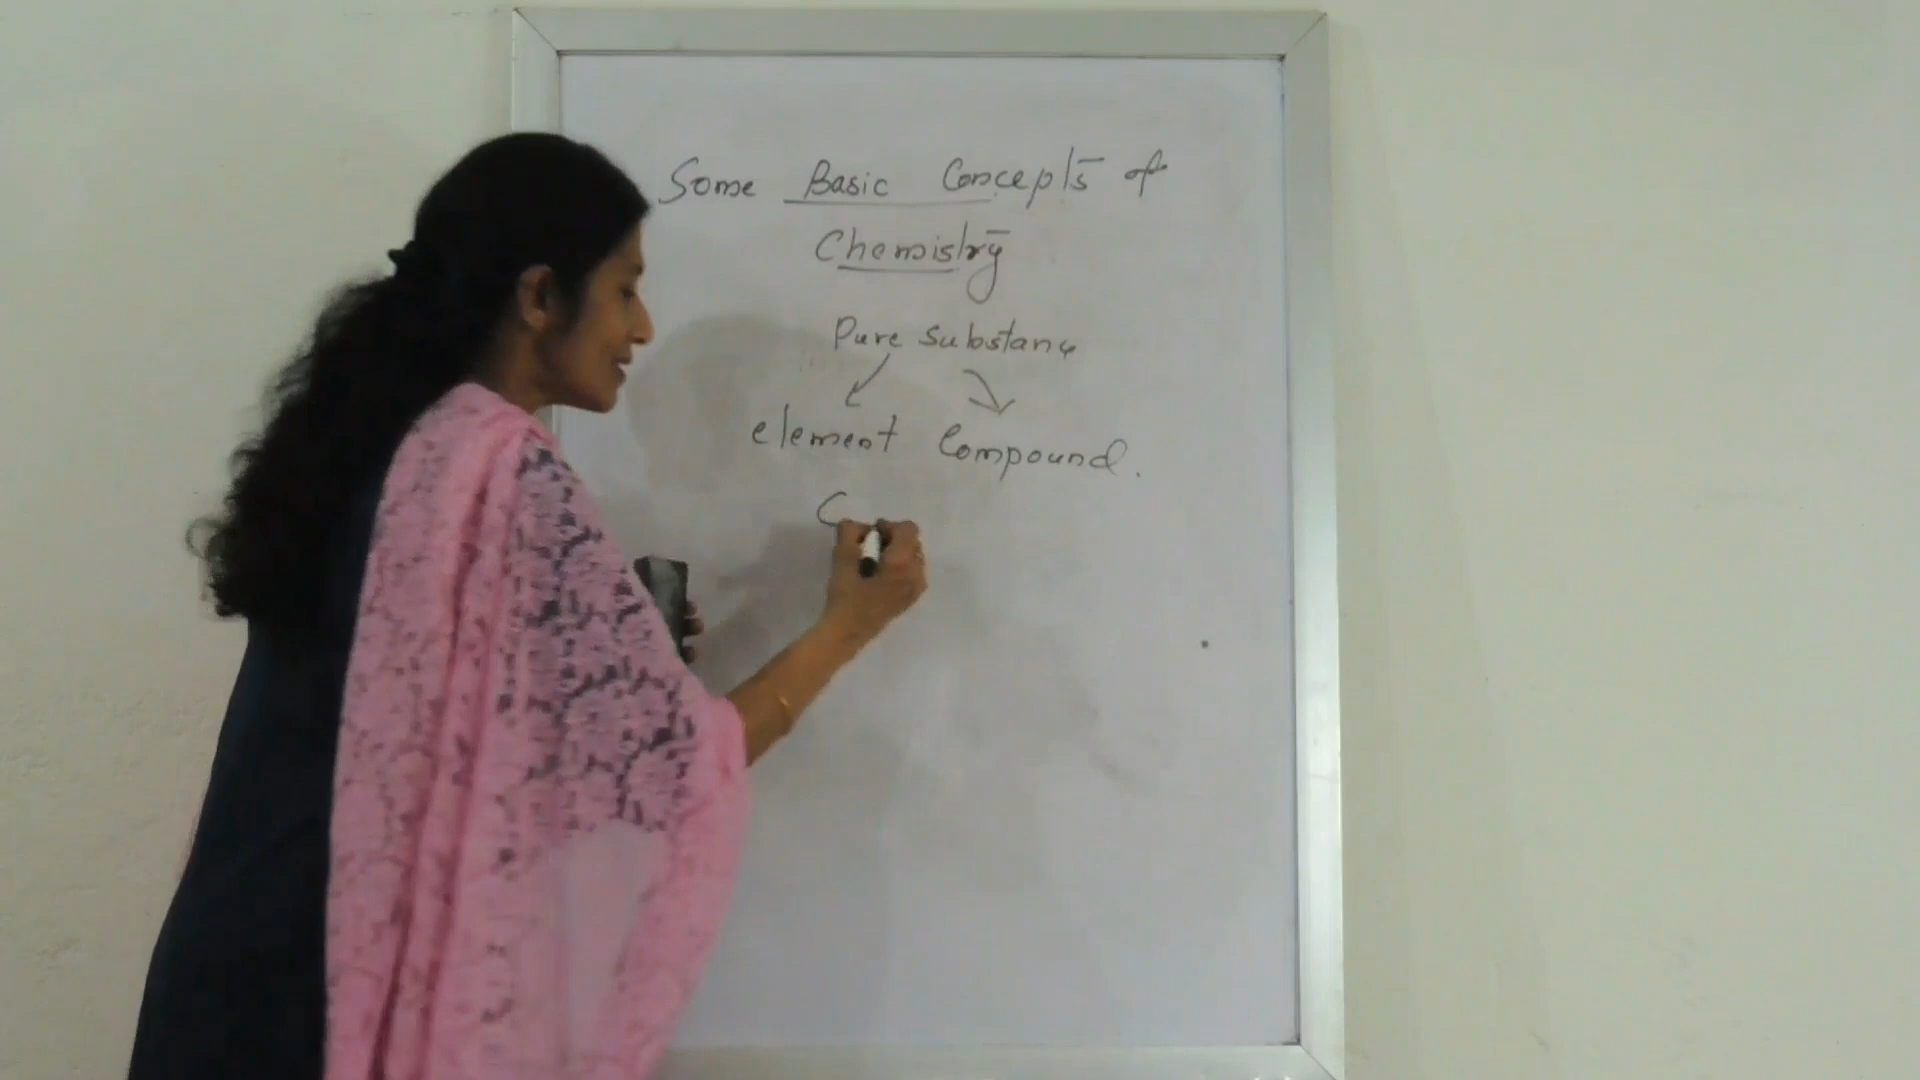 Some Basic Concepts of
Chemistry
Pure Substance
element Compound.
C